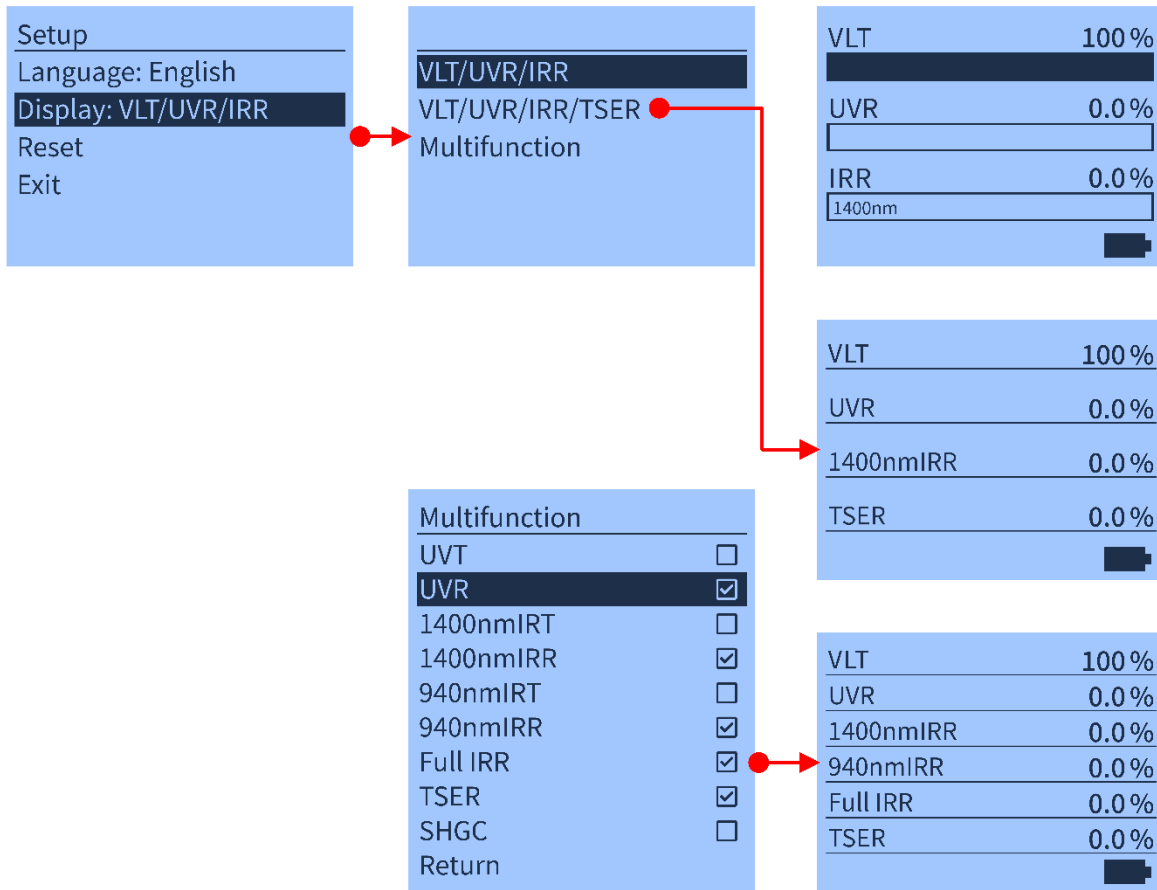 Setup
Language: English
Display: VLT/UVR/IRR
Reset
Exit
VLT/UVR/IRR
VLT/UVR/IRR/TSER
Multifunction
VLT 100 %
UVR 0.0 %
IRR 0.0 %
1400nm
VLT 100 %
UVR 0.0 %
1400nmIRR 0.0 %
TSER 0.0 %
Multifunction
UVT
UVR
1400nmIRT
1400nmIRR
940nmIRT
940nmIRR
Full IRR
TSER
SHGC
Return
VLT 100 %
UVR 0.0 %
1400nmIRR 0.0 %
940nmIRR 0.0 %
Full IRR 0.0 %
TSER 0.0 %